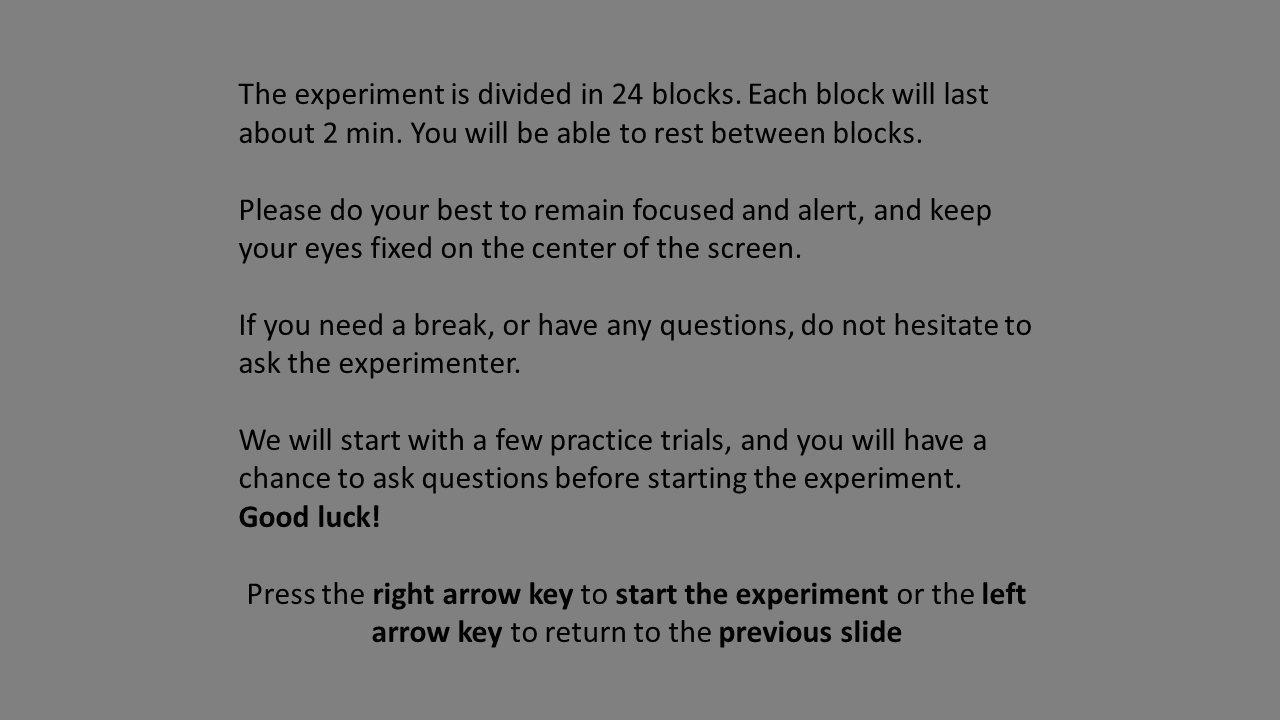 The experiment is divided in 24 blocks. Each block will last
about 2 min. You will be able to rest between blocks.
Please do your best to remain focused and alert, and keep
your eyes fixed on the center of the screen.
If you need a break, or have any questions, do not hesitate to
ask the experimenter.
We will start with a few practice trials, and you will have a
chance to ask questions before starting the experiment.
Good luck!
Press the right arrow key to start the experiment or the left
arrow key to return to the previous slide